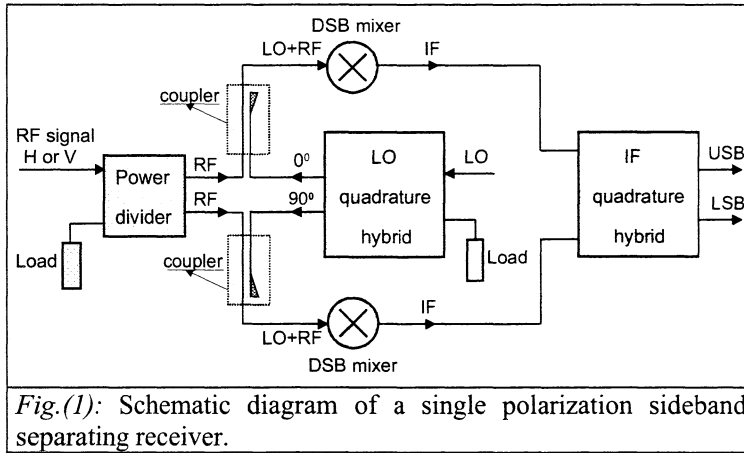 DSB mixer
LO+RF
IF
coupler
RF signal
H or V
Power
divider
RF
RF
0º
90º
LO
quadrature
hybrid
LO
IF
quadrature
hybrid
USB
LSB
Load
coupler
Load
LO+RF
IF
DSB mixer
Fig.(1): Schematic diagram of a single polarization sideband
separating receiver.